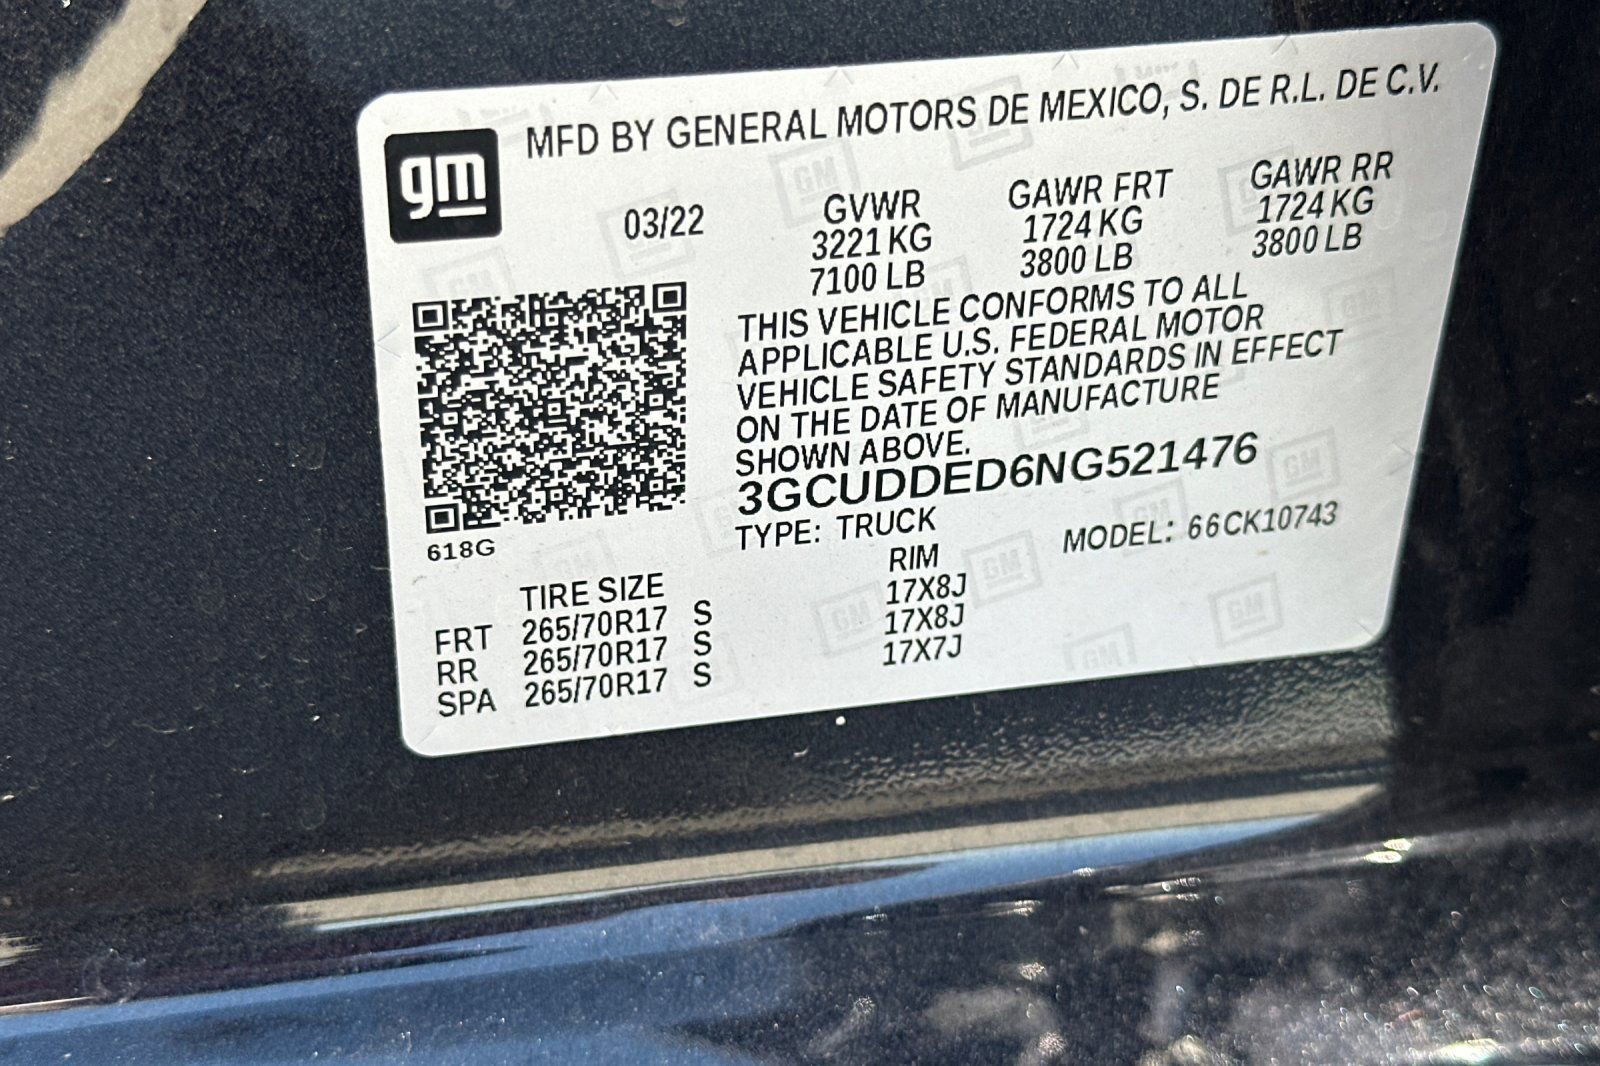 gm
MFD BY GENERAL MOTORS DE MEXICO, S. DE R.L. DE C.V.
03/22
GVWR GAWR FRT GAWR RR
3221 KG 1724 KG 1724 KG
7100 LB 3800 LB 3800 LB
THIS VEHICLE CONFORMS TO ALL
APPLICABLE U.S. FEDERAL MOTOR
VEHICLE SAFETY STANDARDS IN EFFECT
ON THE DATE OF MANUFACTURE
SHOWN ABOVE.
3GCUDDED6NG521476
TYPE: TRUCK MODEL: 66CK10743
618G
TIRE SIZE RIM
FRT 265/70R17 S 17X8J
RR 265/70R17 S 17X8J
SPA 265/70R17 S 17X7J